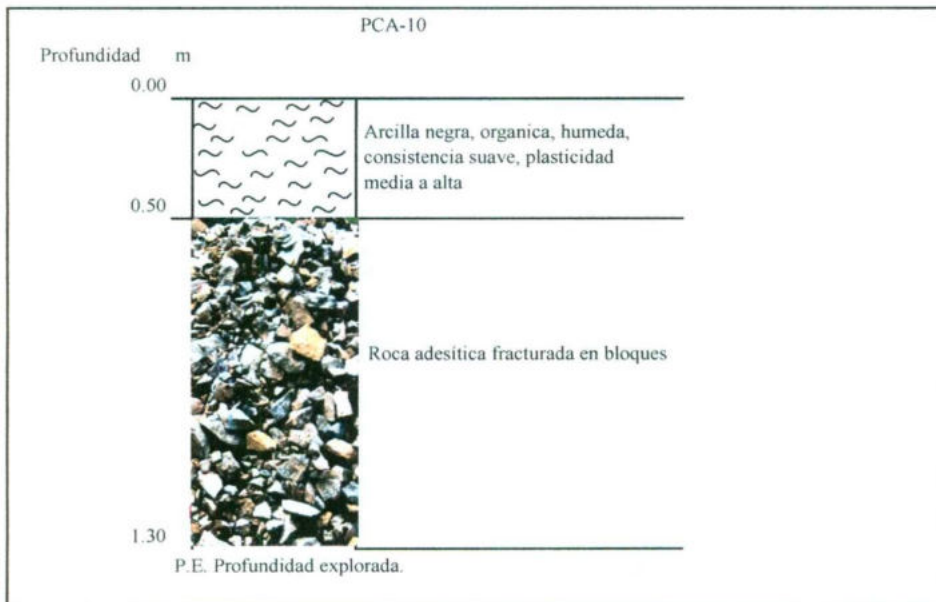 PCA-10
Profundidad m
0.00
Arcilla negra, organica, humeda,
consistencia suave, plasticidad
media a alta
0.50
Roca adesítica fracturada en bloques
1.30
P.E. Profundidad explorada.